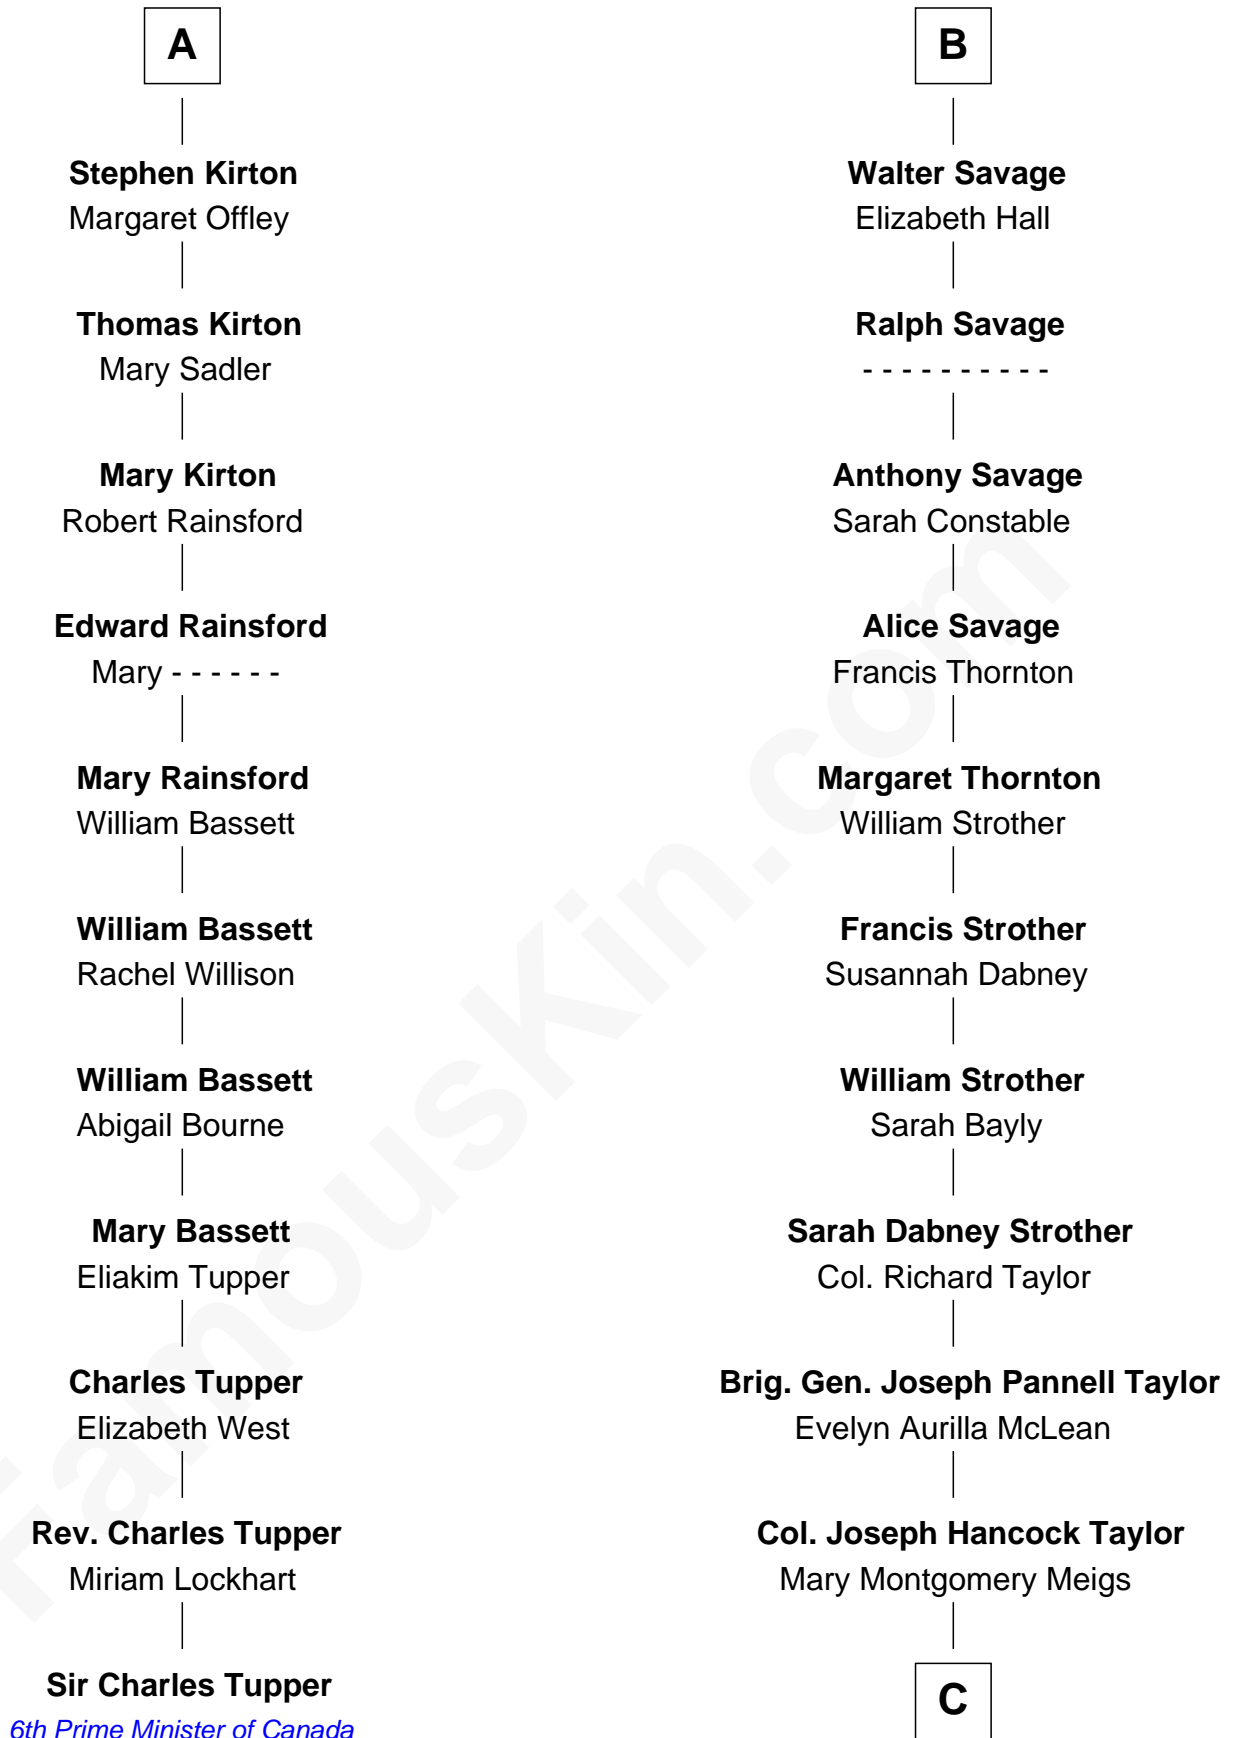 A
Stephen Kirton
Margaret Offley
Thomas Kirton
Mary Sadler
Mary Kirton
Robert Rainsford
Edward Rainsford
Mary - - - - - -
Mary Rainsford
William Bassett
William Bassett
Rachel Willison
William Bassett
Abigail Bourne
Mary Bassett
Eliakim Tupper
Charles Tupper
Elizabeth West
Rev. Charles Tupper
Miriam Lockhart
Sir Charles Tupper
6th Prime Minister of Canada
B
Walter Savage
Elizabeth Hall
Ralph Savage
- - - - - - - - - -
Anthony Savage
Sarah Constable
Alice Savage
Francis Thornton
Margaret Thornton
William Strother
Francis Strother
Susannah Dabney
William Strother
Sarah Bayly
Sarah Dabney Strother
Col. Richard Taylor
Brig. Gen. Joseph Pannell Taylor
Evelyn Aurilla McLean
Col. Joseph Hancock Taylor
Mary Montgomery Meigs
C
FamousKin.com